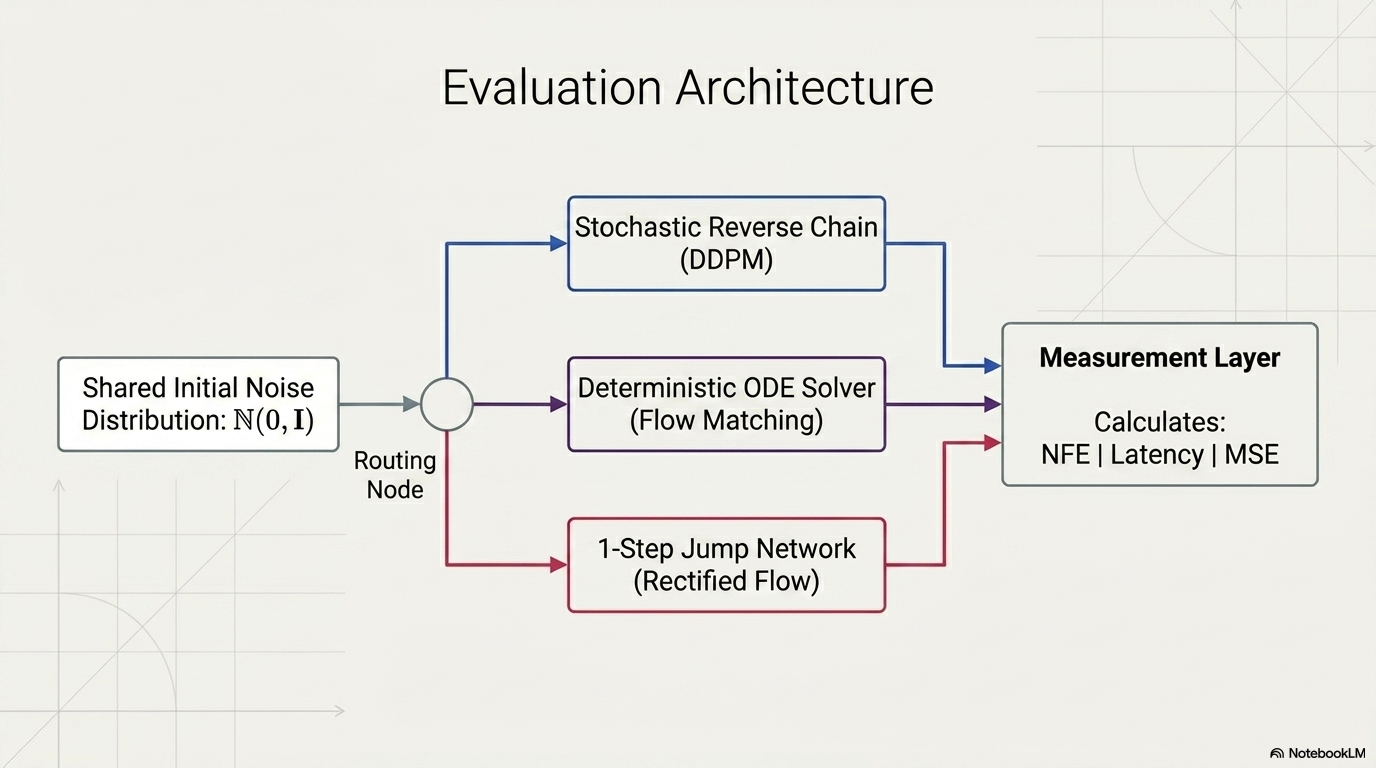 Evaluation Architecture
Stochastic Reverse Chain
(DDPM)
Shared Initial Noise
Distribution: ℕ(0, I)
Routing
Node
Deterministic ODE Solver
(Flow Matching)
1-Step Jump Network
(Rectified Flow)
Measurement Layer
Calculates:
NFE | Latency | MSE
NotebookLM